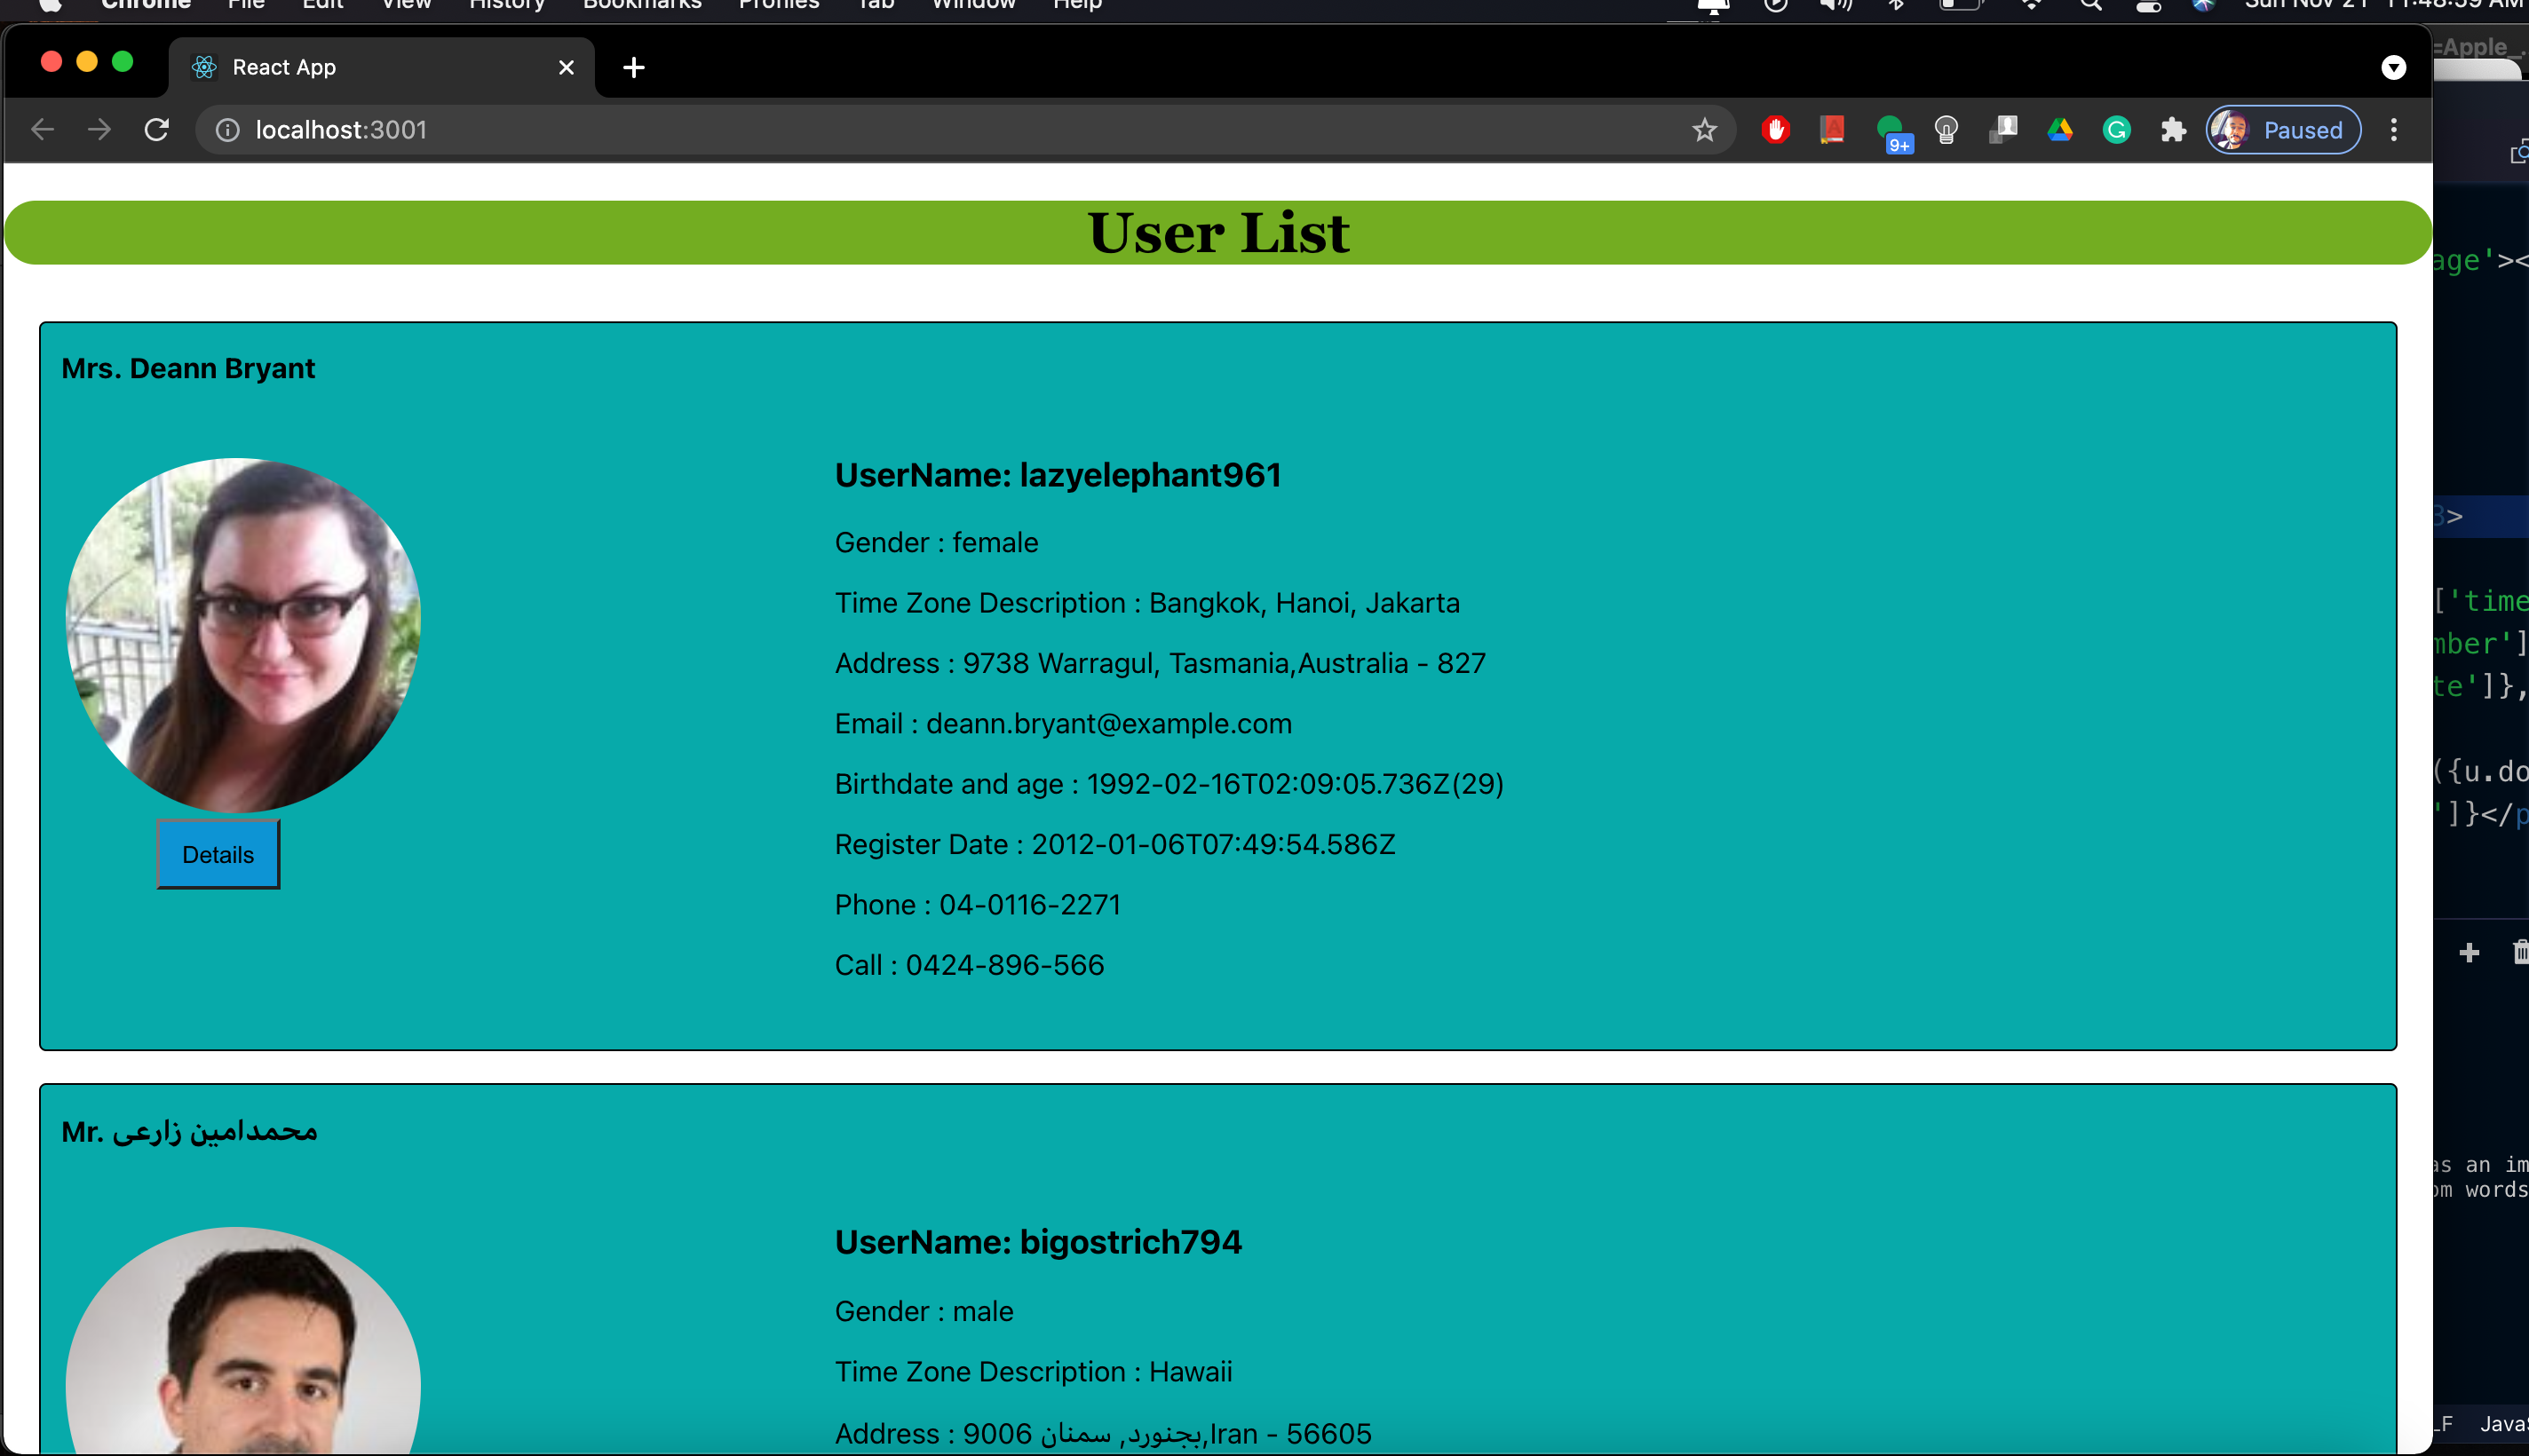 Chrome File Edit View History Bookmarks Profiles Tab Window Help Sun Nov 21 11:48:59 AM
React App
=Apple_..
localhost:3001
9+
Paused
User List
age'><
Mrs. Deann Bryant
UserName: lazyelephant961
3>
Gender : female
Time Zone Description : Bangkok, Hanoi, Jakarta
['time
mber']
Address : 9738 Warragul, Tasmania,Australia - 827
te']},
Email : deann.bryant@example.com
({u.do
Birthdate and age : 1992-02-16T02:09:05.736Z(29)
']}</p
Register Date : 2012-01-06T07:49:54.586Z
Details
Phone : 04-0116-2271
Call : 0424-896-566
Mr. محمدامین زارعی
as an im
om words
UserName: bigostrich794
Gender : male
Time Zone Description : Hawaii
Address : 9006 بجنورد, سمنان,Iran - 56605
LF JavaS